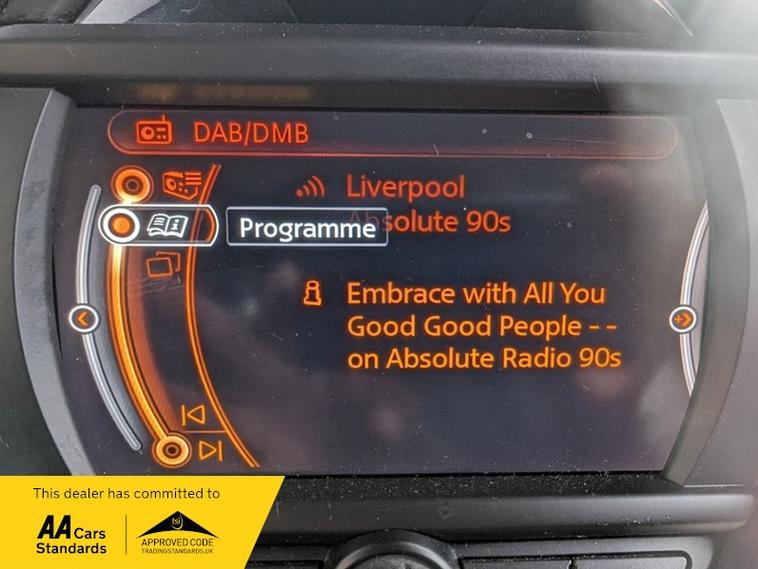 DAB/DMB
Liverpool
Absolute 90s
Programme
Embrace with All You
Good Good People - -
on Absolute Radio 90s
This dealer has committed to
AA Cars
Standards
tsi
APPROVED CODE
TRADINGSTANDARDS.UK